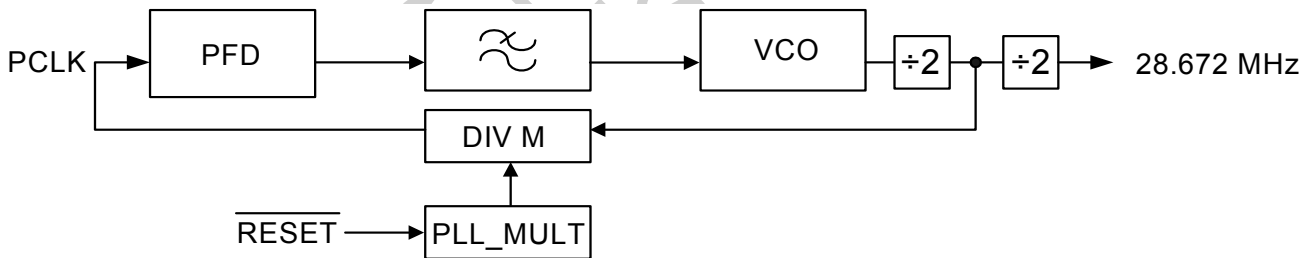 PCLK
PFD
VCO
÷2
÷2
28.672 MHz
DIV M
RESET
PLL_MULT